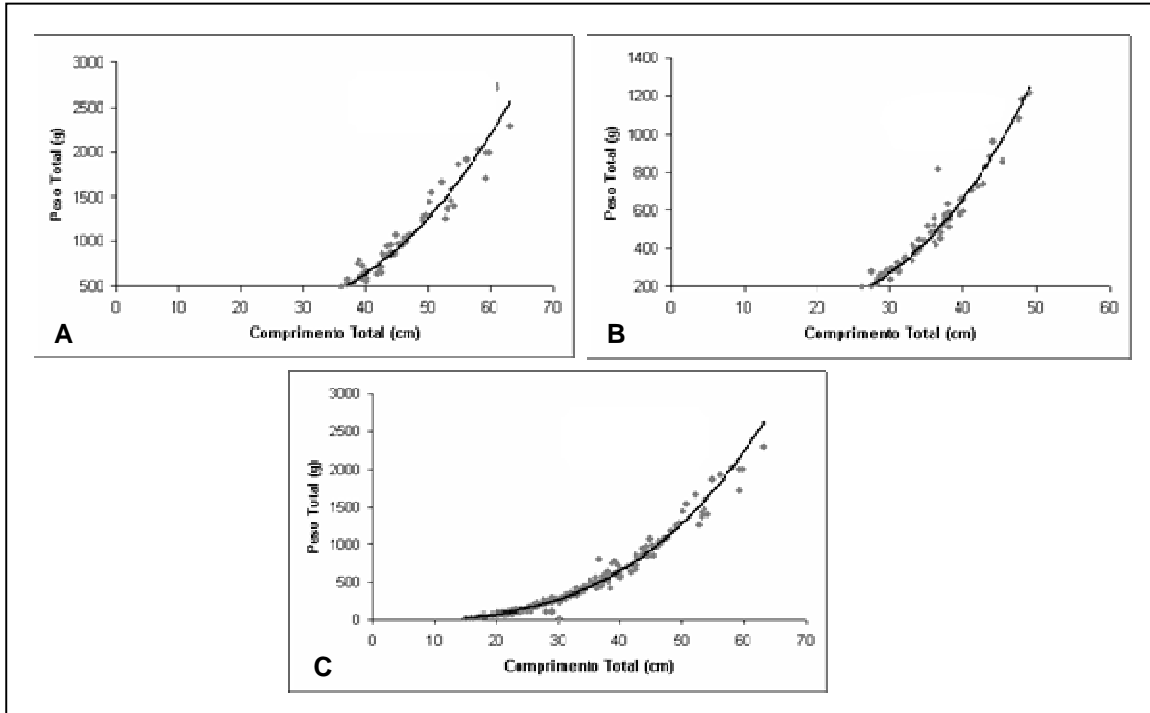 3000
2500
2000
1500
1000
500
Peso Total (g)
0 10 20 30 40 50 60 70
Comprimento Total (cm)
A
1400
1200
1000
800
600
400
200
Peso Total (g)
0 10 20 30 40 50 60
Comprimento Total (cm)
B
3000
2500
2000
1500
1000
500
0
Peso Total (g)
0 10 20 30 40 50 60 70
Comprimento Total (cm)
C